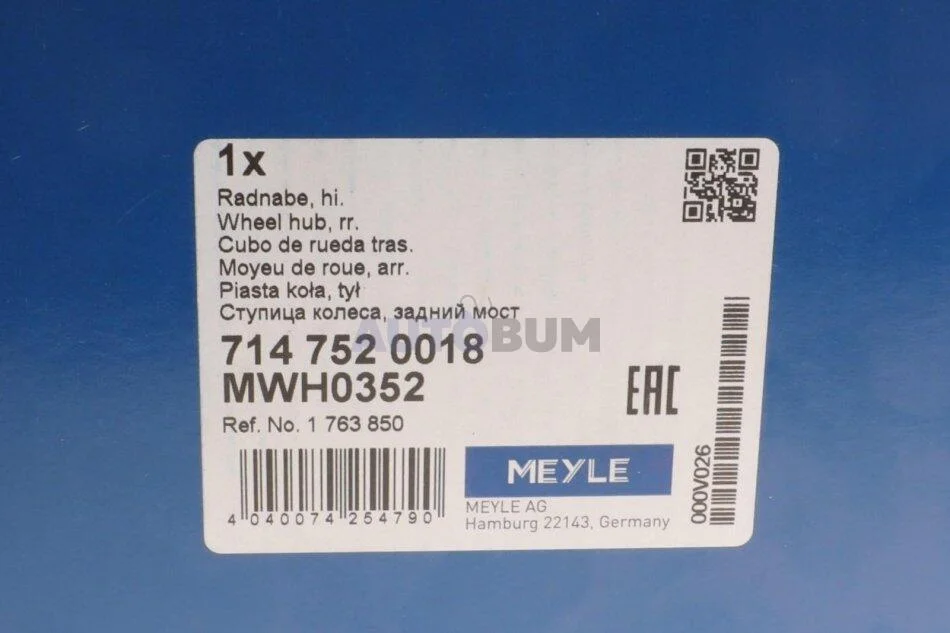 1x
Radnabe, hi.
Wheel hub, rr.
Cubo de rueda tras.
Moyeu de roue, arr.
Piasta koła, tył
Ступица колеса, задний мост
AUTOBUM
714 752 0018
MWH0352
EAC
Ref. No. 1 763 850
MEYLE
4 040074 254790
MEYLE AG
Hamburg 22143, Germany
000V026